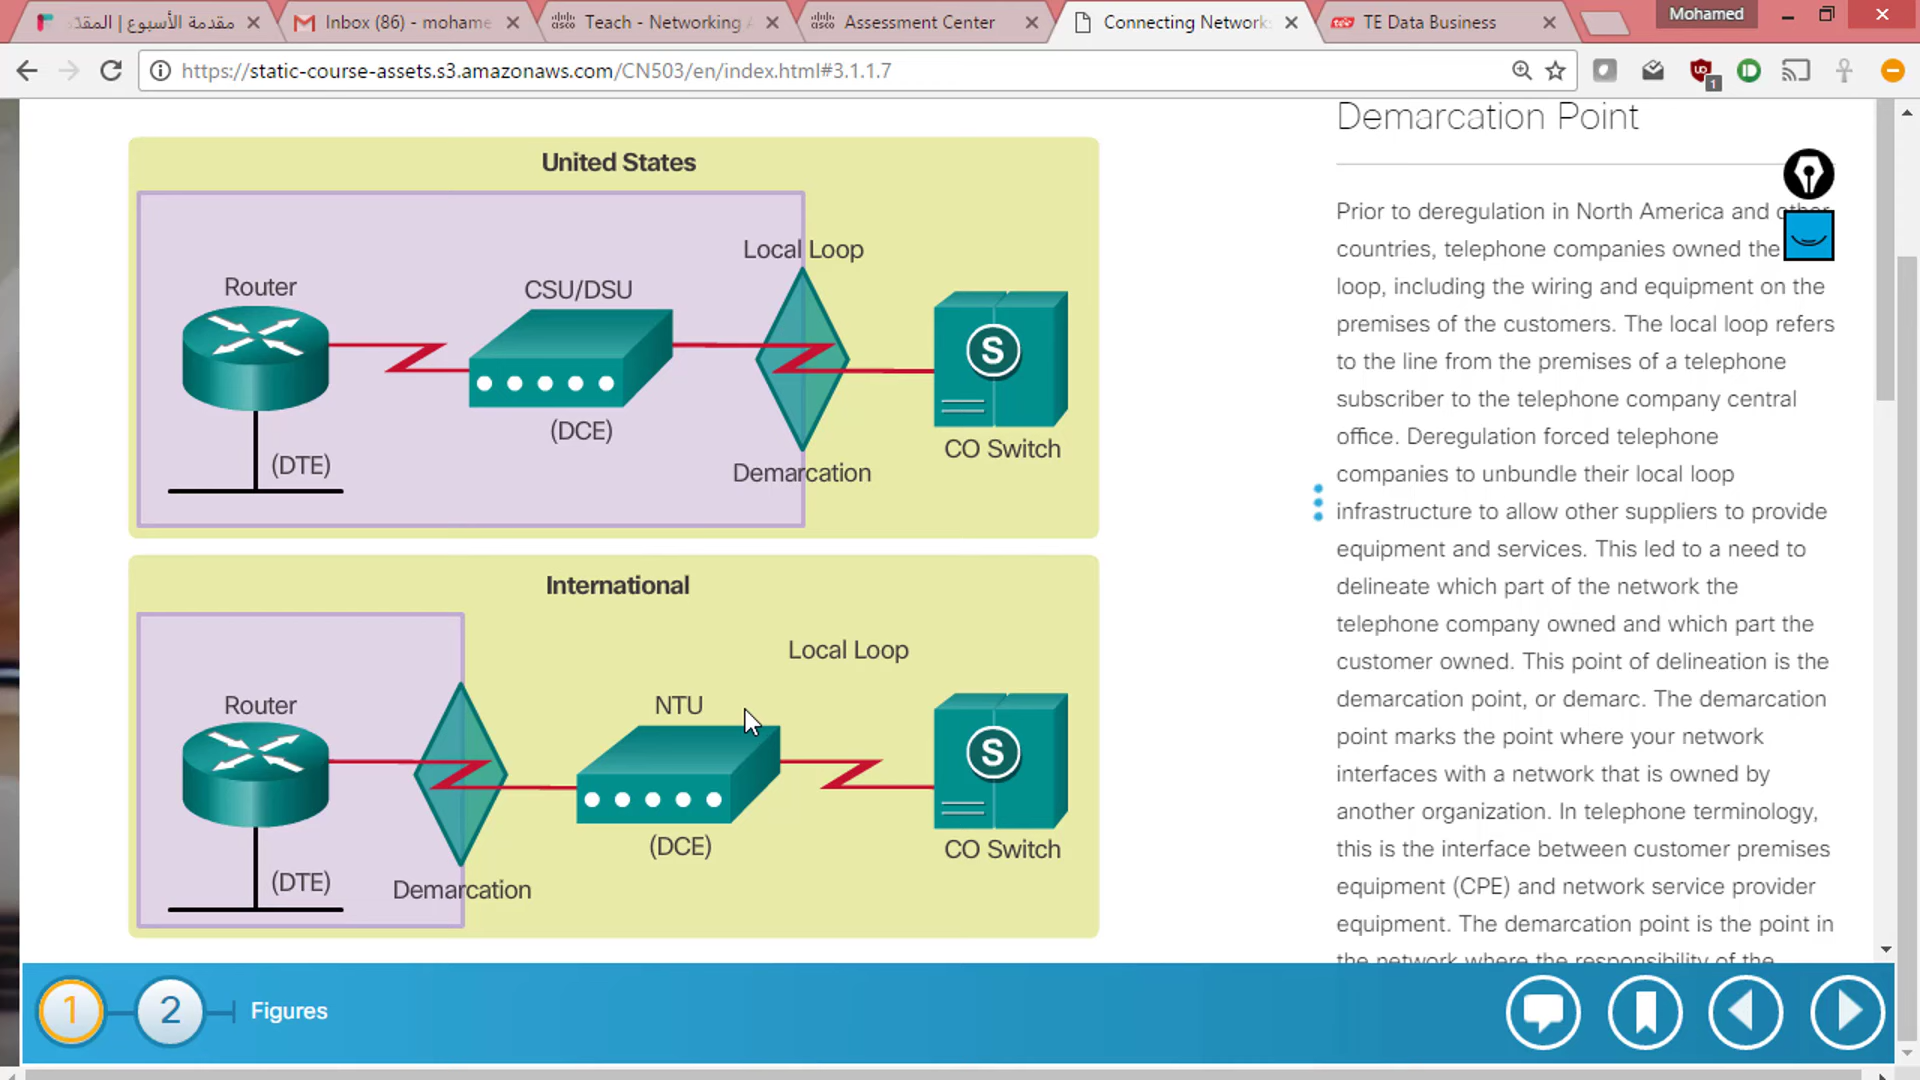 مقدمة الأسبوع | المقد
Inbox (86) - mohame
Teach - Networking A
Assessment Center
Connecting Network
TE Data Business
Mohamed
https://static-course-assets.s3.amazonaws.com/CN503/en/index.html#3.1.1.7
1
United States
Local Loop
Router
CSU/DSU
S
(DCE)
CO Switch
(DTE)
Demarcation
International
Local Loop
Router
NTU
S
(DCE)
CO Switch
(DTE)
Demarcation
Demarcation Point
Prior to deregulation in North America and other
countries, telephone companies owned the
loop, including the wiring and equipment on the
premises of the customers. The local loop refers
to the line from the premises of a telephone
subscriber to the telephone company central
office. Deregulation forced telephone
companies to unbundle their local loop
infrastructure to allow other suppliers to provide
equipment and services. This led to a need to
delineate which part of the network the
telephone company owned and which part the
customer owned. This point of delineation is the
demarcation point, or demarc. The demarcation
point marks the point where your network
interfaces with a network that is owned by
another organization. In telephone terminology,
this is the interface between customer premises
equipment (CPE) and network service provider
equipment. The demarcation point is the point in
the network where the responsibility of the
1
2
Figures